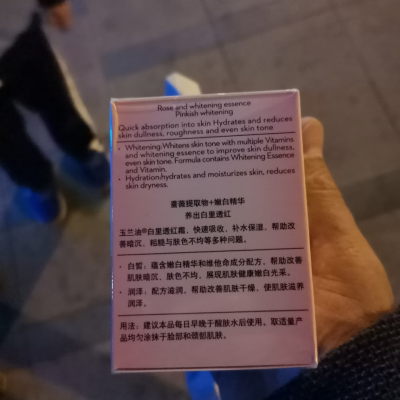 Rose and whitening essence
Pinkish whitening
Quick absorption into skin Hydrates and reduces
skin dullness, roughness and even skin tone
• Whitening:Whitens skin tone with multiple Vitamins
and whitening essence to improve skin dullness,
even skin tone. Formula contains Whitening Essence
and Vitamin.
• Hydration:hydrates and moisturizes skin, reduces
skin dryness.
蔷薇提取物+嫩白精华
养出白里透红
玉兰油®白里透红霜、快速吸收、补水保湿、帮助改
善暗沉、粗糙与肤色不均等多种问题。
• 白皙：蕴含嫩白精华和维他命成分配方、帮助改善
肌肤暗沉、肤色不均、展现肌肤健康嫩白光采。
• 润泽：配方滋润、帮助改善肌肤干燥、使肌肤滋养
润泽。
用法：建议本品每日早晚于醒肤水后使用。取适量产
品均匀涂抹于脸部和颈部肌肤。